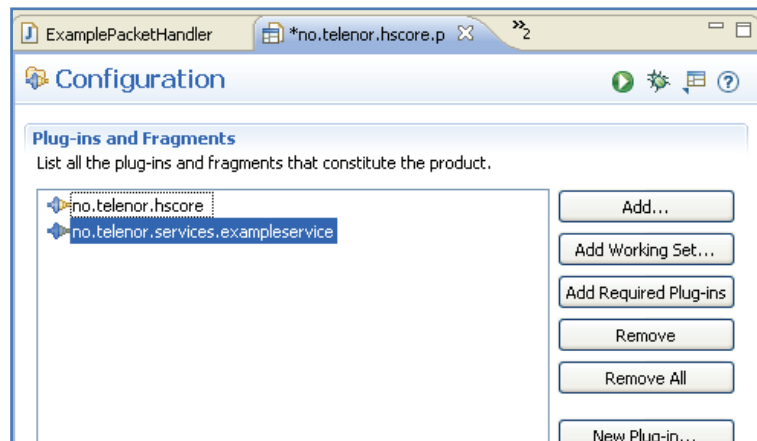 ExamplePacketHandler
*no.telenor.hscore.p
»2
Configuration
Plug-ins and Fragments
List all the plug-ins and fragments that constitute the product.
no.telenor.hscore
no.telenor.services.exampleservice
Add...
Add Working Set...
Add Required Plug-ins
Remove
Remove All
New Plug-in...